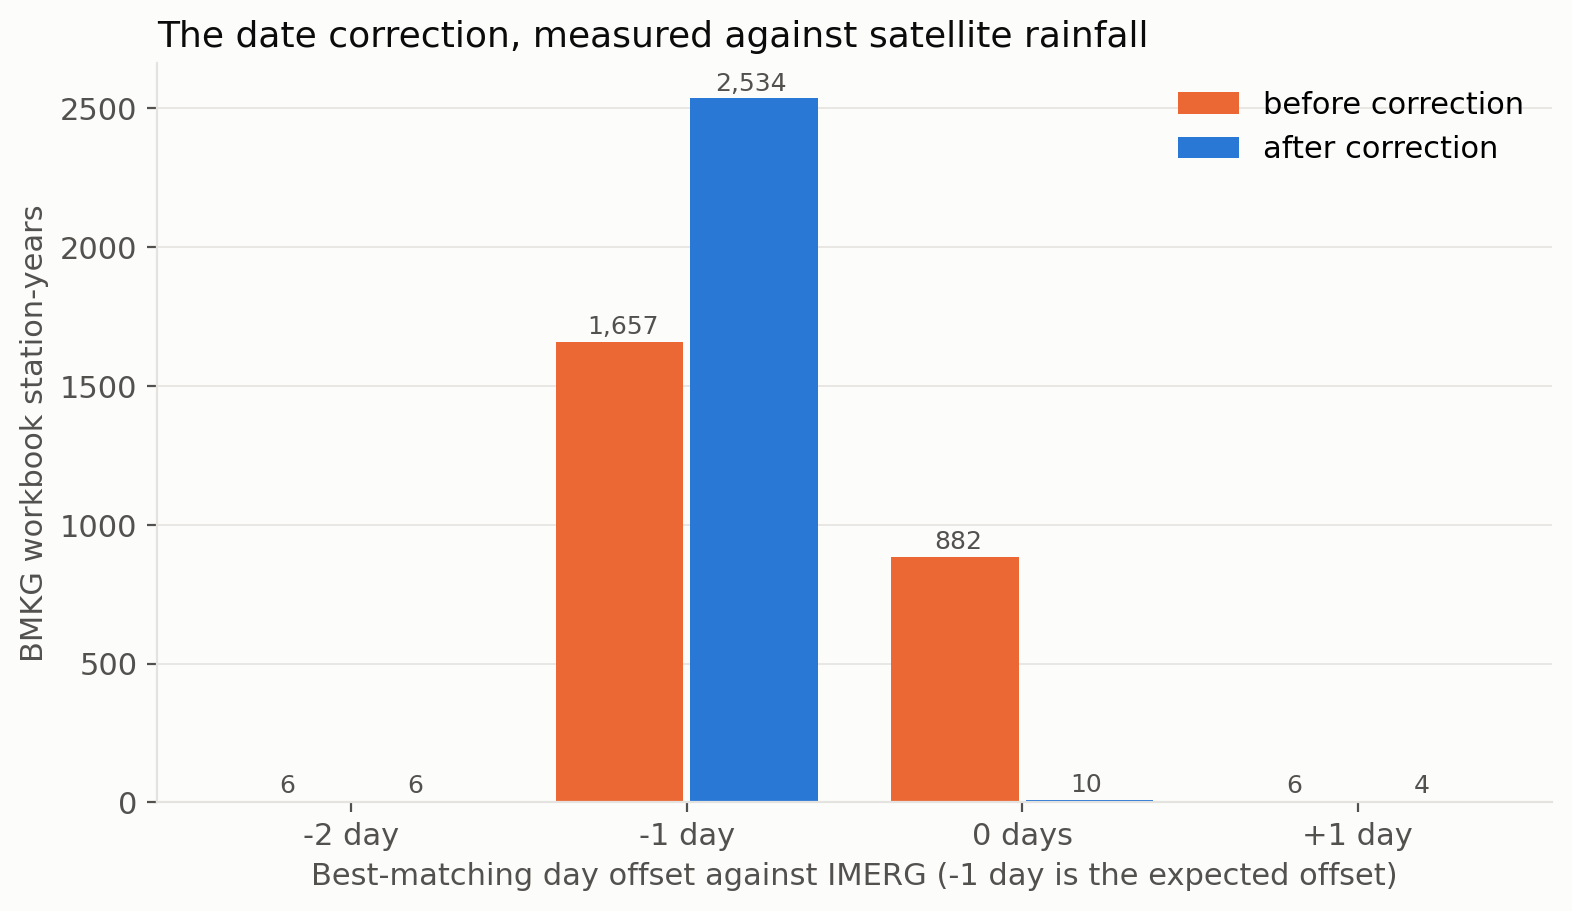 The date correction, measured against satellite rainfall
before correction
after correction
BMKG workbook station-years
2500
2000
1500
1000
500
0
6
6
1,657
2,534
882
10
6
4
-2 day
-1 day
0 days
+1 day
Best-matching day offset against IMERG (-1 day is the expected offset)